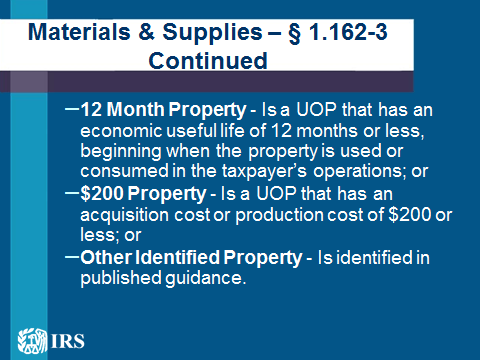 Materials & Supplies – § 1.162-3
Continued
–12 Month Property - Is a UOP that has an
economic useful life of 12 months or less,
beginning when the property is used or
consumed in the taxpayer's operations; or
–$200 Property - Is a UOP that has an
acquisition cost or production cost of $200 or
less; or
–Other Identified Property - Is identified in
published guidance.
IRS